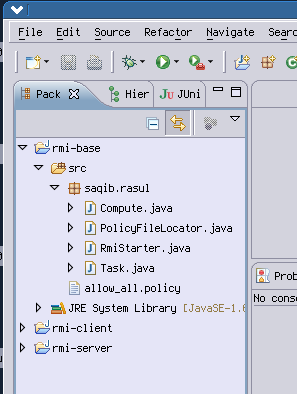 File Edit Source Refactor Navigate
Pack Hier JUni
rmi-base
src
saqib.rasul
Compute.java
PolicyFileLocator.java
RmiStarter.java
Task.java
allow_all.policy
JRE System Library [JavaSE-1.6
rmi-client
rmi-server
Prob
No conso